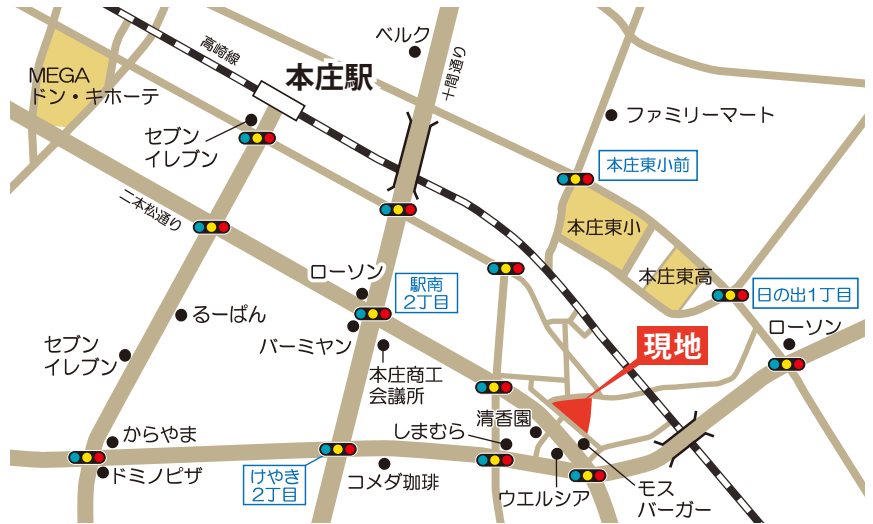 ベルク
十間通り
高崎線
本庄駅
MEGA
ドン・キホーテ
セブン
イレブン
ファミリーマート
本庄東小前
二本松通り
本庄東小
本庄東高
ローソン
駅南
2丁目
日の出1丁目
るーぱん
ローソン
バーミヤン
現地
セブン
イレブン
本庄商工
会議所
清香園
しまむら
からやま
ドミノピザ
けやき
2丁目
コメダ珈琲
ウエルシア
モス
バーガー